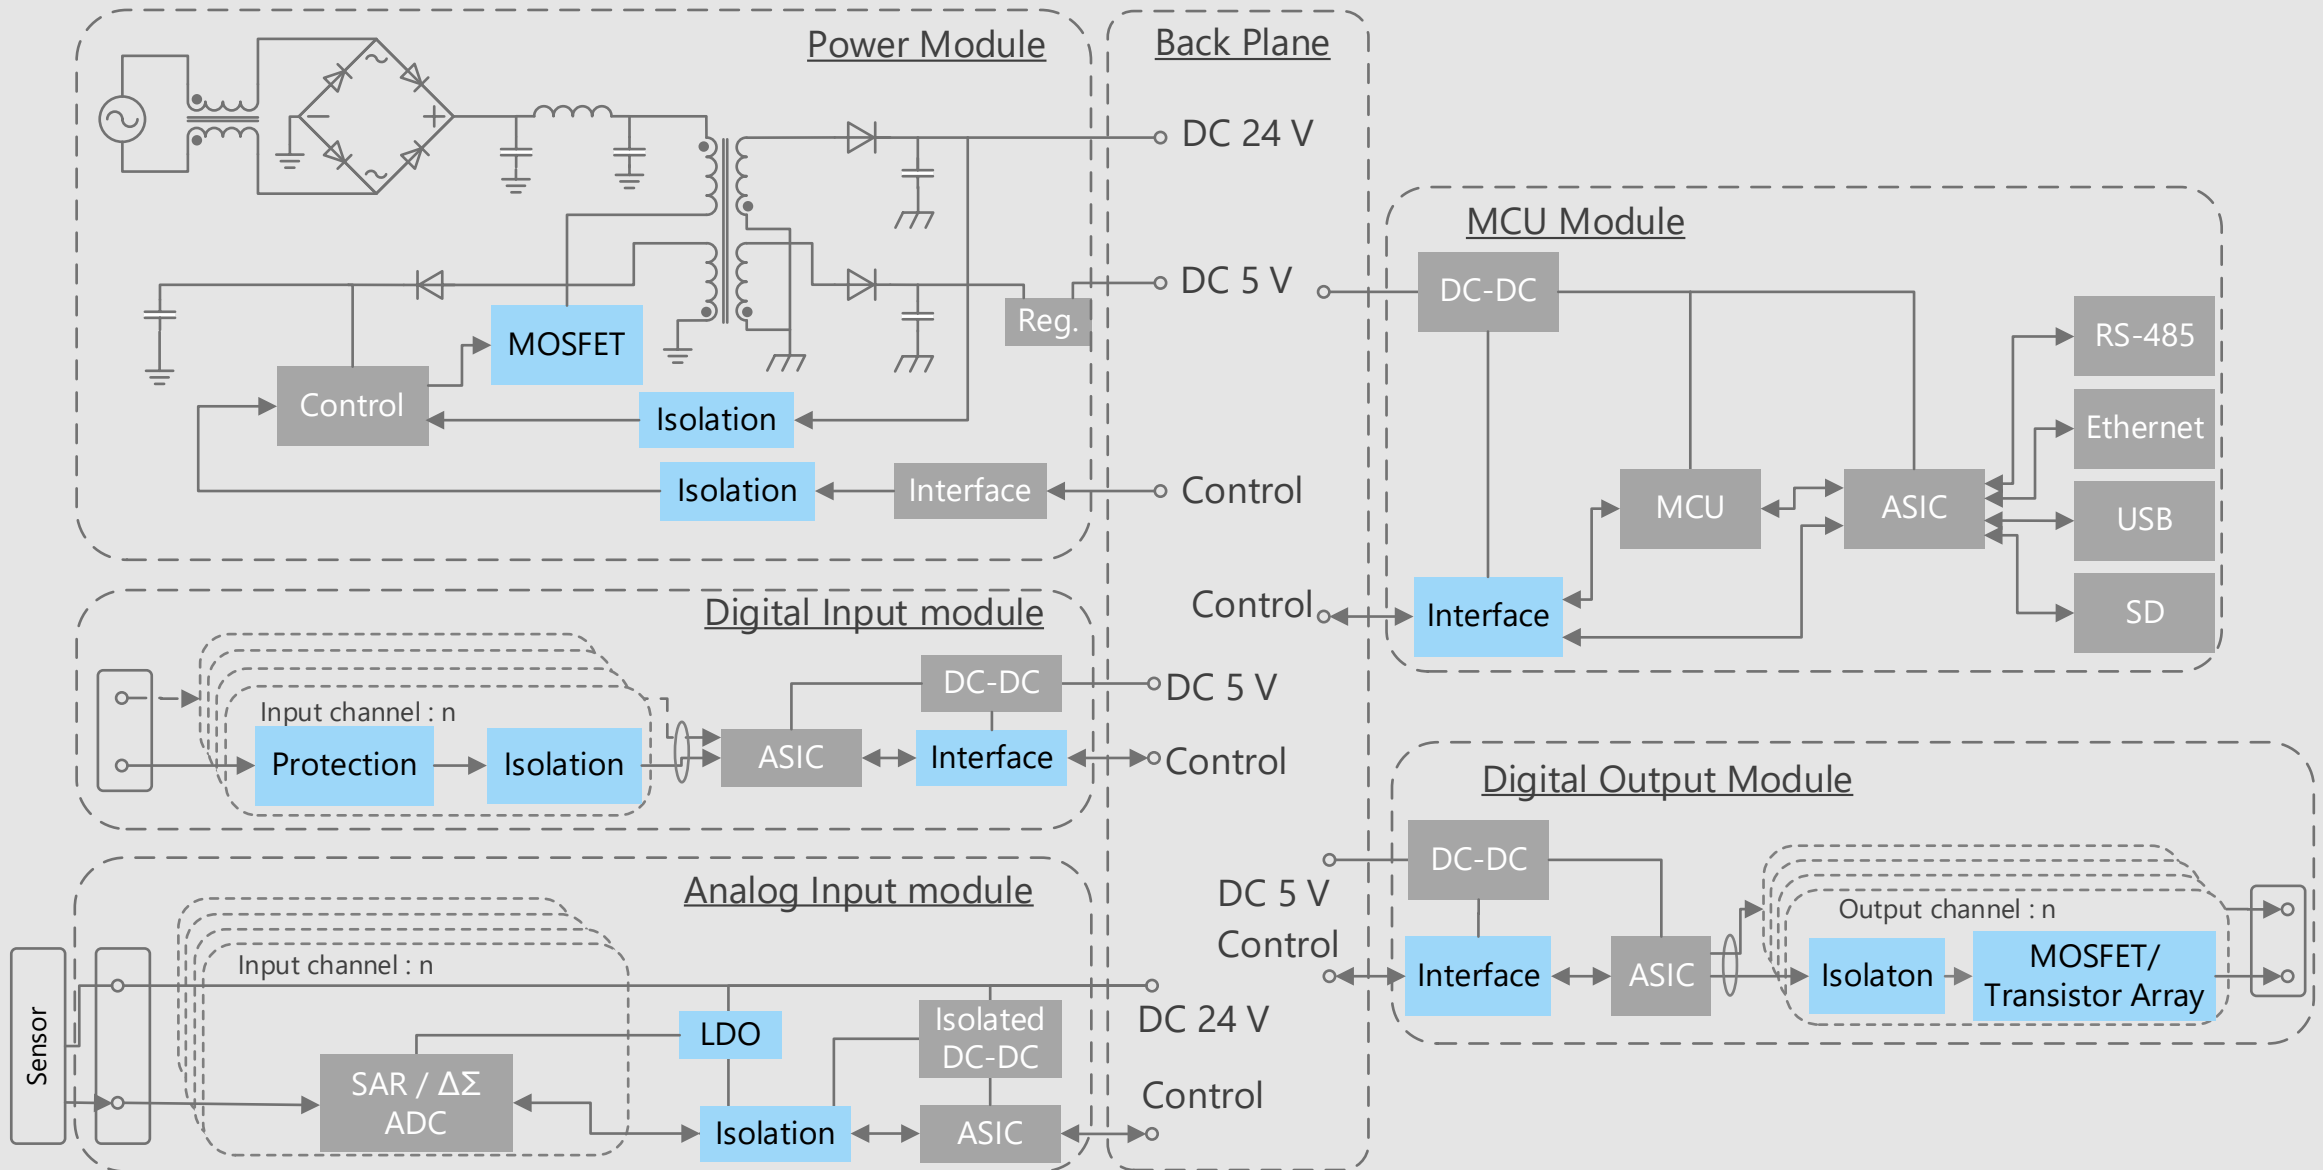 Power Module
MOSFET
Reg.
Control
Isolation
Isolation
Interface
Back Plane
DC 24 V
DC 5 V
Control
Control
DC 5 V
Control
DC 5 V
Control
DC 24 V
Control
MCU Module
DC-DC
RS-485
Ethernet
MCU
ASIC
USB
Interface
SD
Digital Input module
Input channel : n
Protection
Isolation
ASIC
DC-DC
Interface
Digital Output Module
DC-DC
Output channel : n
Interface
ASIC
Isolaton
MOSFET/
Transistor Array
Analog Input module
Sensor
Input channel : n
LDO
Isolated
DC-DC
SAR / ΔΣ
ADC
Isolation
ASIC